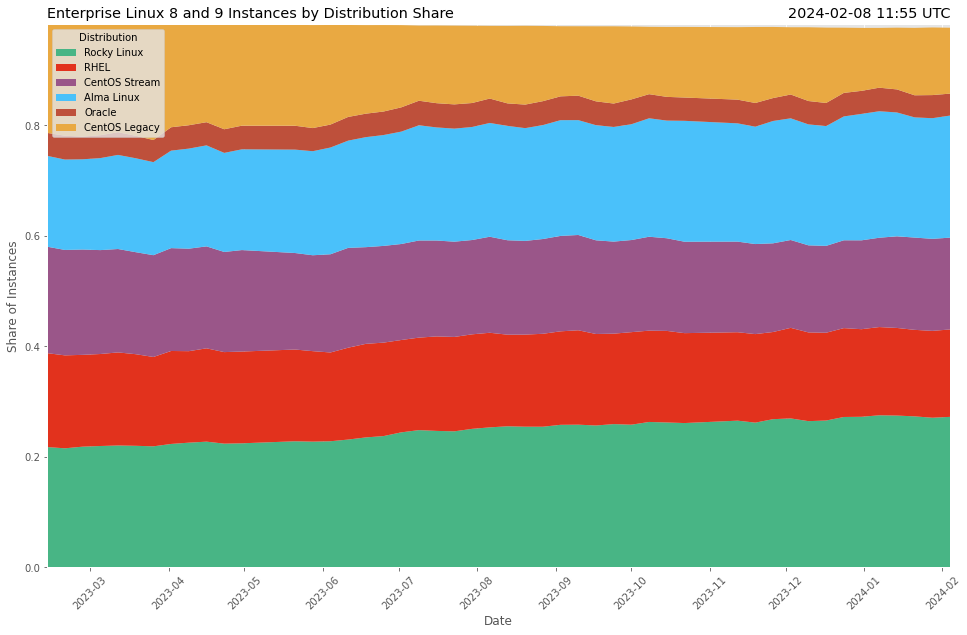 Enterprise Linux 8 and 9 Instances by Distribution Share
2024-02-08 11:55 UTC
Distribution
Rocky Linux
RHEL
CentOS Stream
Alma Linux
Oracle
CentOS Legacy
Share of Instances
0.8
0.6
0.4
0.2
0.0
2023-03
2023-04
2023-05
2023-06
2023-07
2023-08
2023-09
2023-10
2023-11
2023-12
2024-01
2024-02
Date